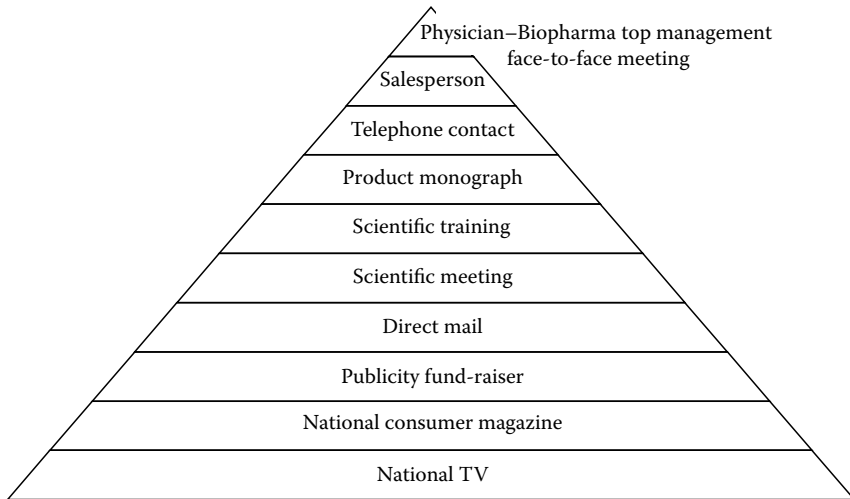 Physician–Biopharma top management
face-to-face meeting
Salesperson
Telephone contact
Product monograph
Scientific training
Scientific meeting
Direct mail
Publicity fund-raiser
National consumer magazine
National TV